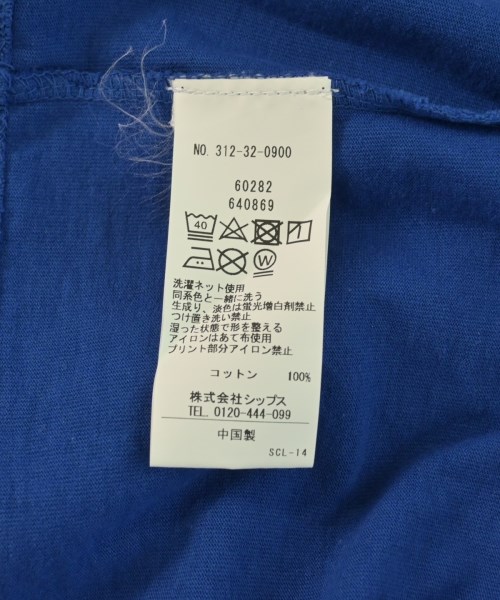 NO. 312-32-0900
60282
640869
40
W
洗濯ネット使用
同系色と一緒に洗う
生成り、淡色は蛍光増白剤禁止
つけ置き洗い禁止
湿った状態で形を整える
アイロンはあて布使用
プリント部分アイロン禁止
コットン 100%
株式会社シップス
TEL. 0120-444-099
中国製
SCL-14